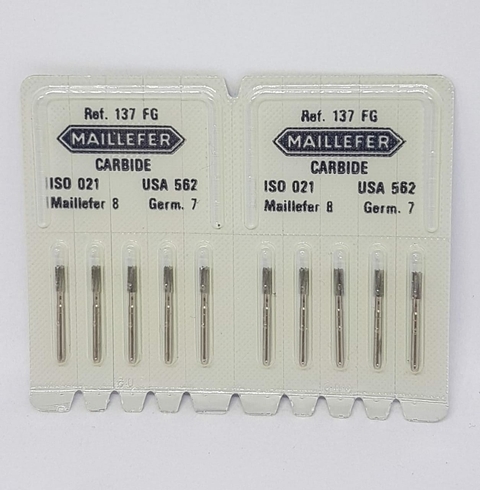 Ref. 137 FG
MAILLEFER
CARBIDE
ISO 021 USA 562
Maillefer 8 Germ. 7
Ref. 137 FG
MAILLEFER
CARBIDE
ISO 021 USA 562
Maillefer 8 Germ. 7